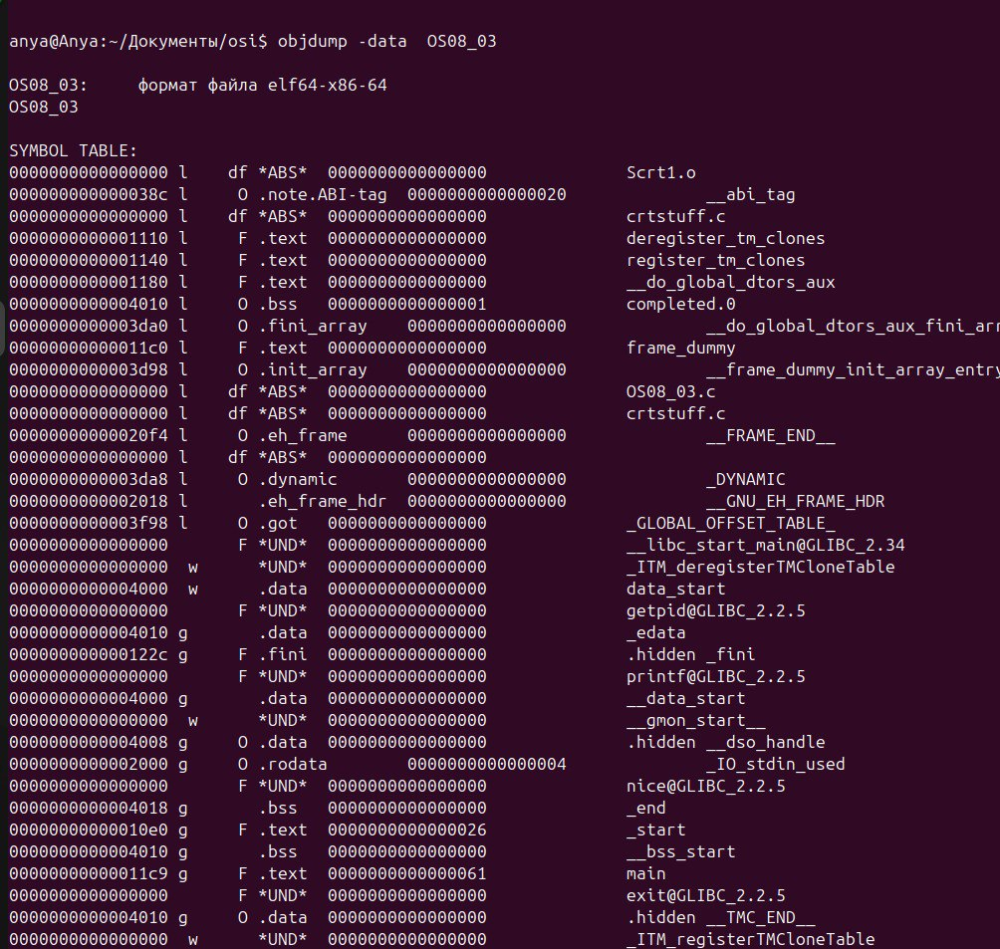 anya@Anya:~/Документы/osi$ objdump -data  OS08_03
OS08_03:     формат файла elf64-x86-64
OS08_03
SYMBOL TABLE:
0000000000000000 l    df *ABS*  0000000000000000              Scrt1.o
000000000000038c l     O .note.ABI-tag  0000000000000020              __abi_tag
0000000000000000 l    df *ABS*  0000000000000000              crtstuff.c
0000000000001110 l     F .text  0000000000000000              deregister_tm_clones
0000000000001140 l     F .text  0000000000000000              register_tm_clones
0000000000001180 l     F .text  0000000000000000              __do_global_dtors_aux
0000000000004010 l     O .bss   0000000000000001              completed.0
0000000000003da0 l     O .fini_array    0000000000000000              __do_global_dtors_aux_fini_arr
00000000000011c0 l     F .text  0000000000000000              frame_dummy
0000000000003d98 l     O .init_array    0000000000000000              __frame_dummy_init_array_entry
0000000000000000 l    df *ABS*  0000000000000000              OS08_03.c
0000000000000000 l    df *ABS*  0000000000000000              crtstuff.c
00000000000020f4 l     O .eh_frame      0000000000000000              __FRAME_END__
0000000000000000 l    df *ABS*  0000000000000000
0000000000003da8 l     O .dynamic       0000000000000000              _DYNAMIC
0000000000002018 l       .eh_frame_hdr  0000000000000000              __GNU_EH_FRAME_HDR
0000000000003f98 l     O .got   0000000000000000              _GLOBAL_OFFSET_TABLE_
0000000000000000       F *UND*  0000000000000000              __libc_start_main@GLIBC_2.34
0000000000000000  w      *UND*  0000000000000000              _ITM_deregisterTMCloneTable
0000000000004000  w      .data  0000000000000000              data_start
0000000000000000       F *UND*  0000000000000000              getpid@GLIBC_2.2.5
0000000000004010 g       .data  0000000000000000              _edata
000000000000122c g     F .fini  0000000000000000              .hidden _fini
0000000000000000       F *UND*  0000000000000000              printf@GLIBC_2.2.5
0000000000004000 g       .data  0000000000000000              __data_start
0000000000000000  w      *UND*  0000000000000000              __gmon_start__
0000000000004008 g     O .data  0000000000000000              .hidden __dso_handle
0000000000002000 g     O .rodata        0000000000000004              _IO_stdin_used
0000000000000000       F *UND*  0000000000000000              nice@GLIBC_2.2.5
0000000000004018 g       .bss   0000000000000000              _end
00000000000010e0 g     F .text  0000000000000026              _start
0000000000004010 g       .bss   0000000000000000              __bss_start
00000000000011c9 g     F .text  0000000000000061              main
0000000000000000       F *UND*  0000000000000000              exit@GLIBC_2.2.5
0000000000004010 g     O .data  0000000000000000              .hidden __TMC_END__
0000000000000000  w      *UND*  0000000000000000              _ITM_registerTMCloneTable